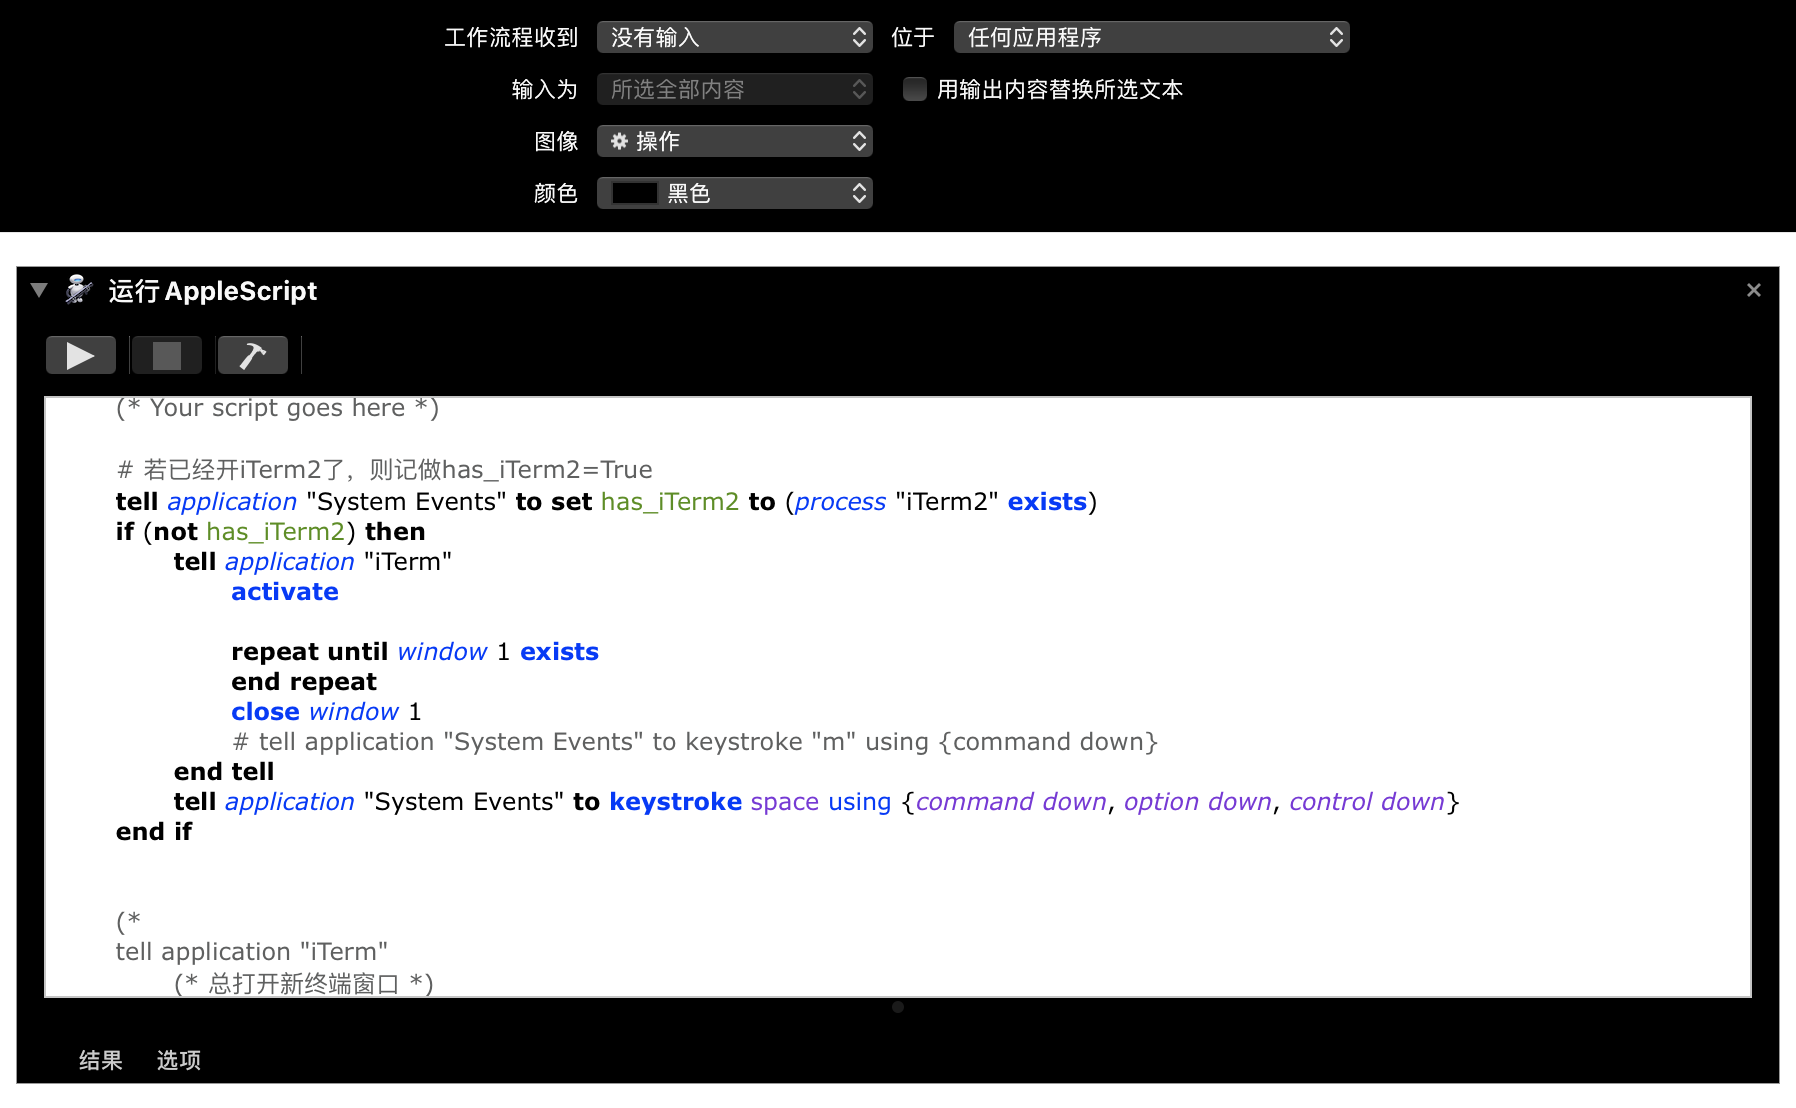 工作流程收到 没有输入 位于 任何应用程序
输入为 所选全部内容 用输出内容替换所选文本
图像 操作
颜色 黑色
运行 AppleScript
(* Your script goes here *)
# 若已经开iTerm2了，则记做has_iTerm2=True
tell application "System Events" to set has_iTerm2 to (process "iTerm2" exists)
if (not has_iTerm2) then
tell application "iTerm"
activate
repeat until window 1 exists
end repeat
close window 1
# tell application "System Events" to keystroke "m" using {command down}
end tell
tell application "System Events" to keystroke space using {command down, option down, control down}
end if
(*
tell application "iTerm"
(* 总打开新终端窗口 *)
结果 选项